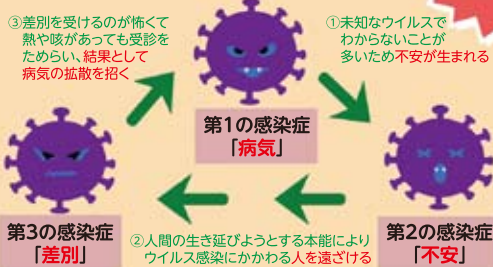 ③差別を受けるのが怖くて
熱や咳があっても受診を
ためらい、結果として
病気の拡散を招く
①未知なウイルスで
わからないことが
多いため不安が生まれる
第1の感染症
「病気」
第2の感染症
「不安」
②人間の生き延びようとする本能により
ウイルス感染にかかわる人を遠ざける
第3の感染症
「差別」